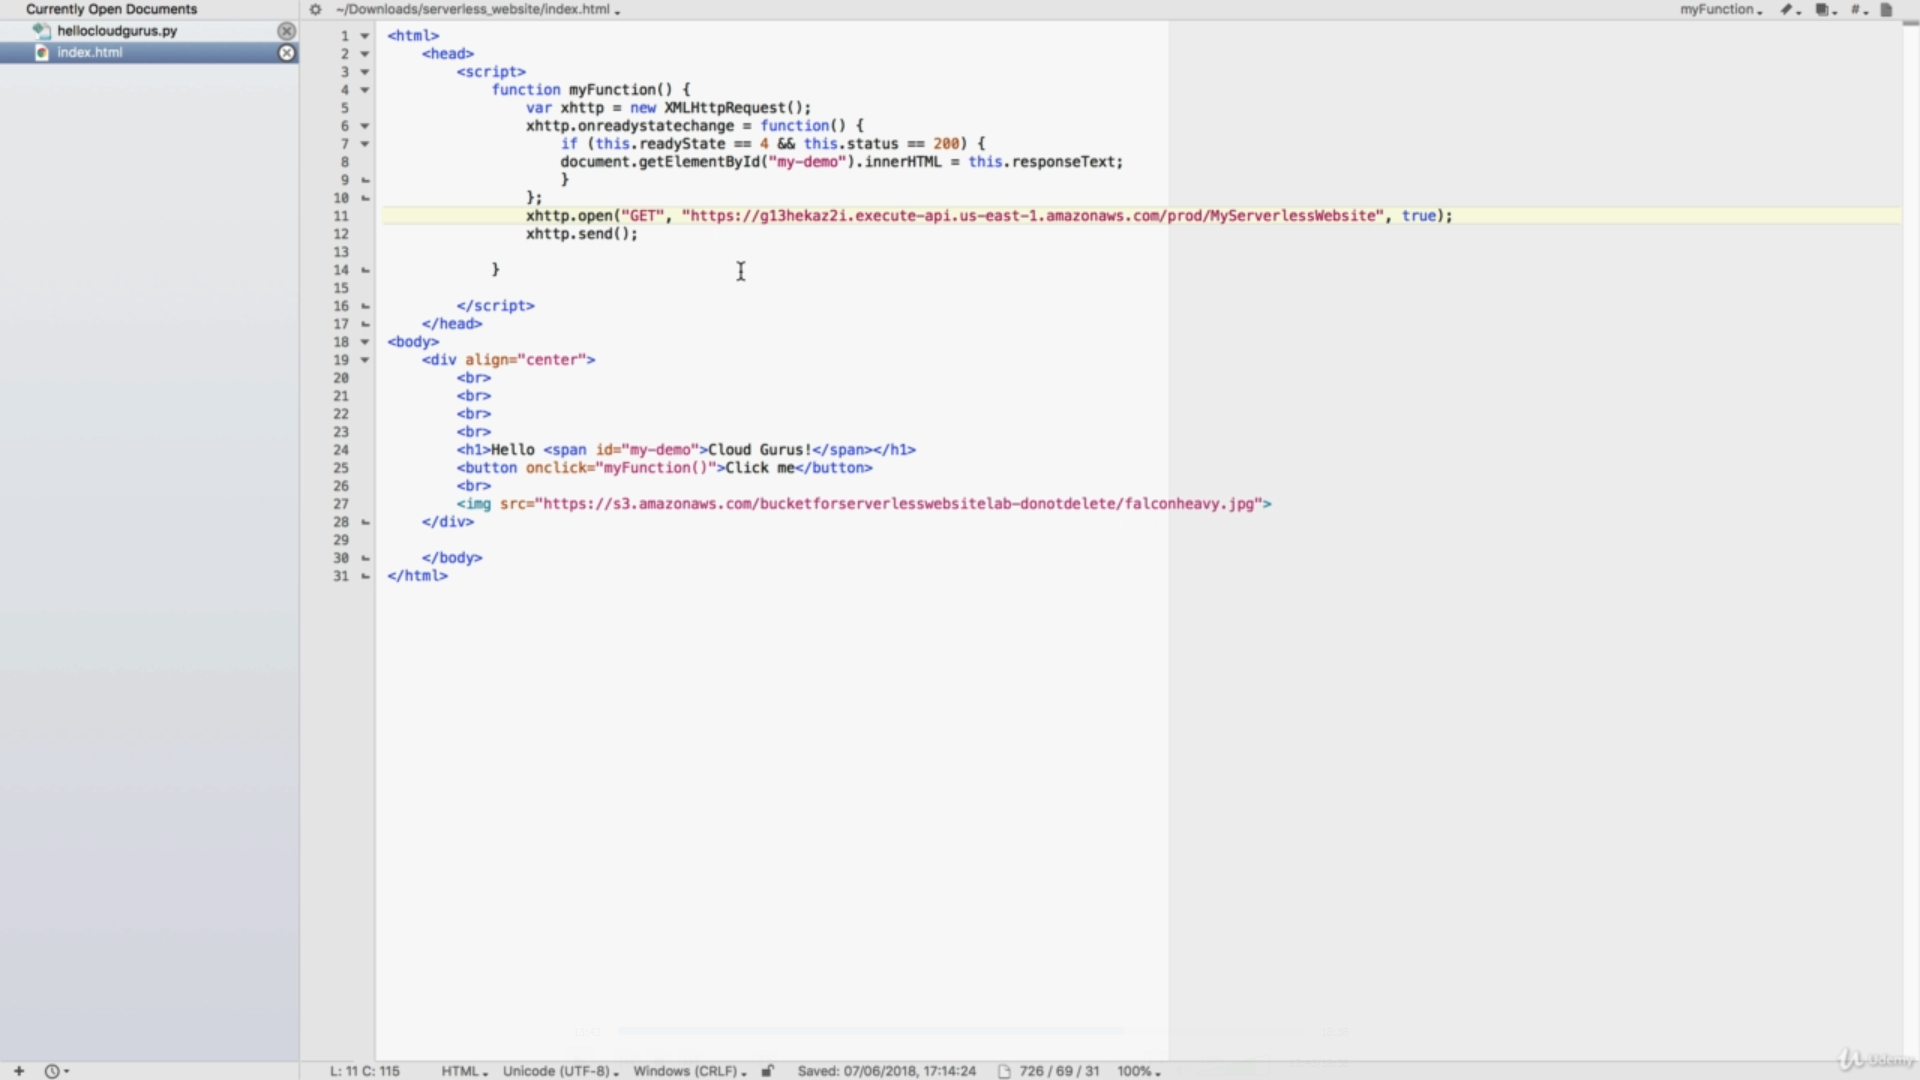 Currently Open Documents
~/Downloads/serverless_website/index.html
myFunction
#
hellocloudgurus.py
index.html
1 <html>
2 <head>
3 <script>
4 function myFunction() {
5 var xhttp = new XMLHttpRequest();
6 xhttp.onreadystatechange = function() {
7 if (this.readyState == 4 && this.status == 200) {
8 document.getElementById("my-demo").innerHTML = this.responseText;
9 }
10 };
11 xhttp.open("GET", "https://g13hekaz2i.execute-api.us-east-1.amazonaws.com/prod/MyServerlessWebsite", true);
12 xhttp.send();
13
14 }
15
16 </script>
17 </head>
18 <body>
19 <div align="center">
20 <br>
21 <br>
22 <br>
23 <br>
24 <h1>Hello <span id="my-demo">Cloud Gurus!</span></h1>
25 <button onclick="myFunction()">Click me</button>
26 <br>
27 <img src="https://s3.amazonaws.com/bucketforserverlesswebsitelab-donotdelete/falconheavy.jpg">
28 </div>
29
30 </body>
31 </html>
L: 11 C: 115 HTML Unicode (UTF-8) Windows (CRLF) Saved: 07/06/2018, 17:14:24 726 / 69 / 31 100%
Udemy